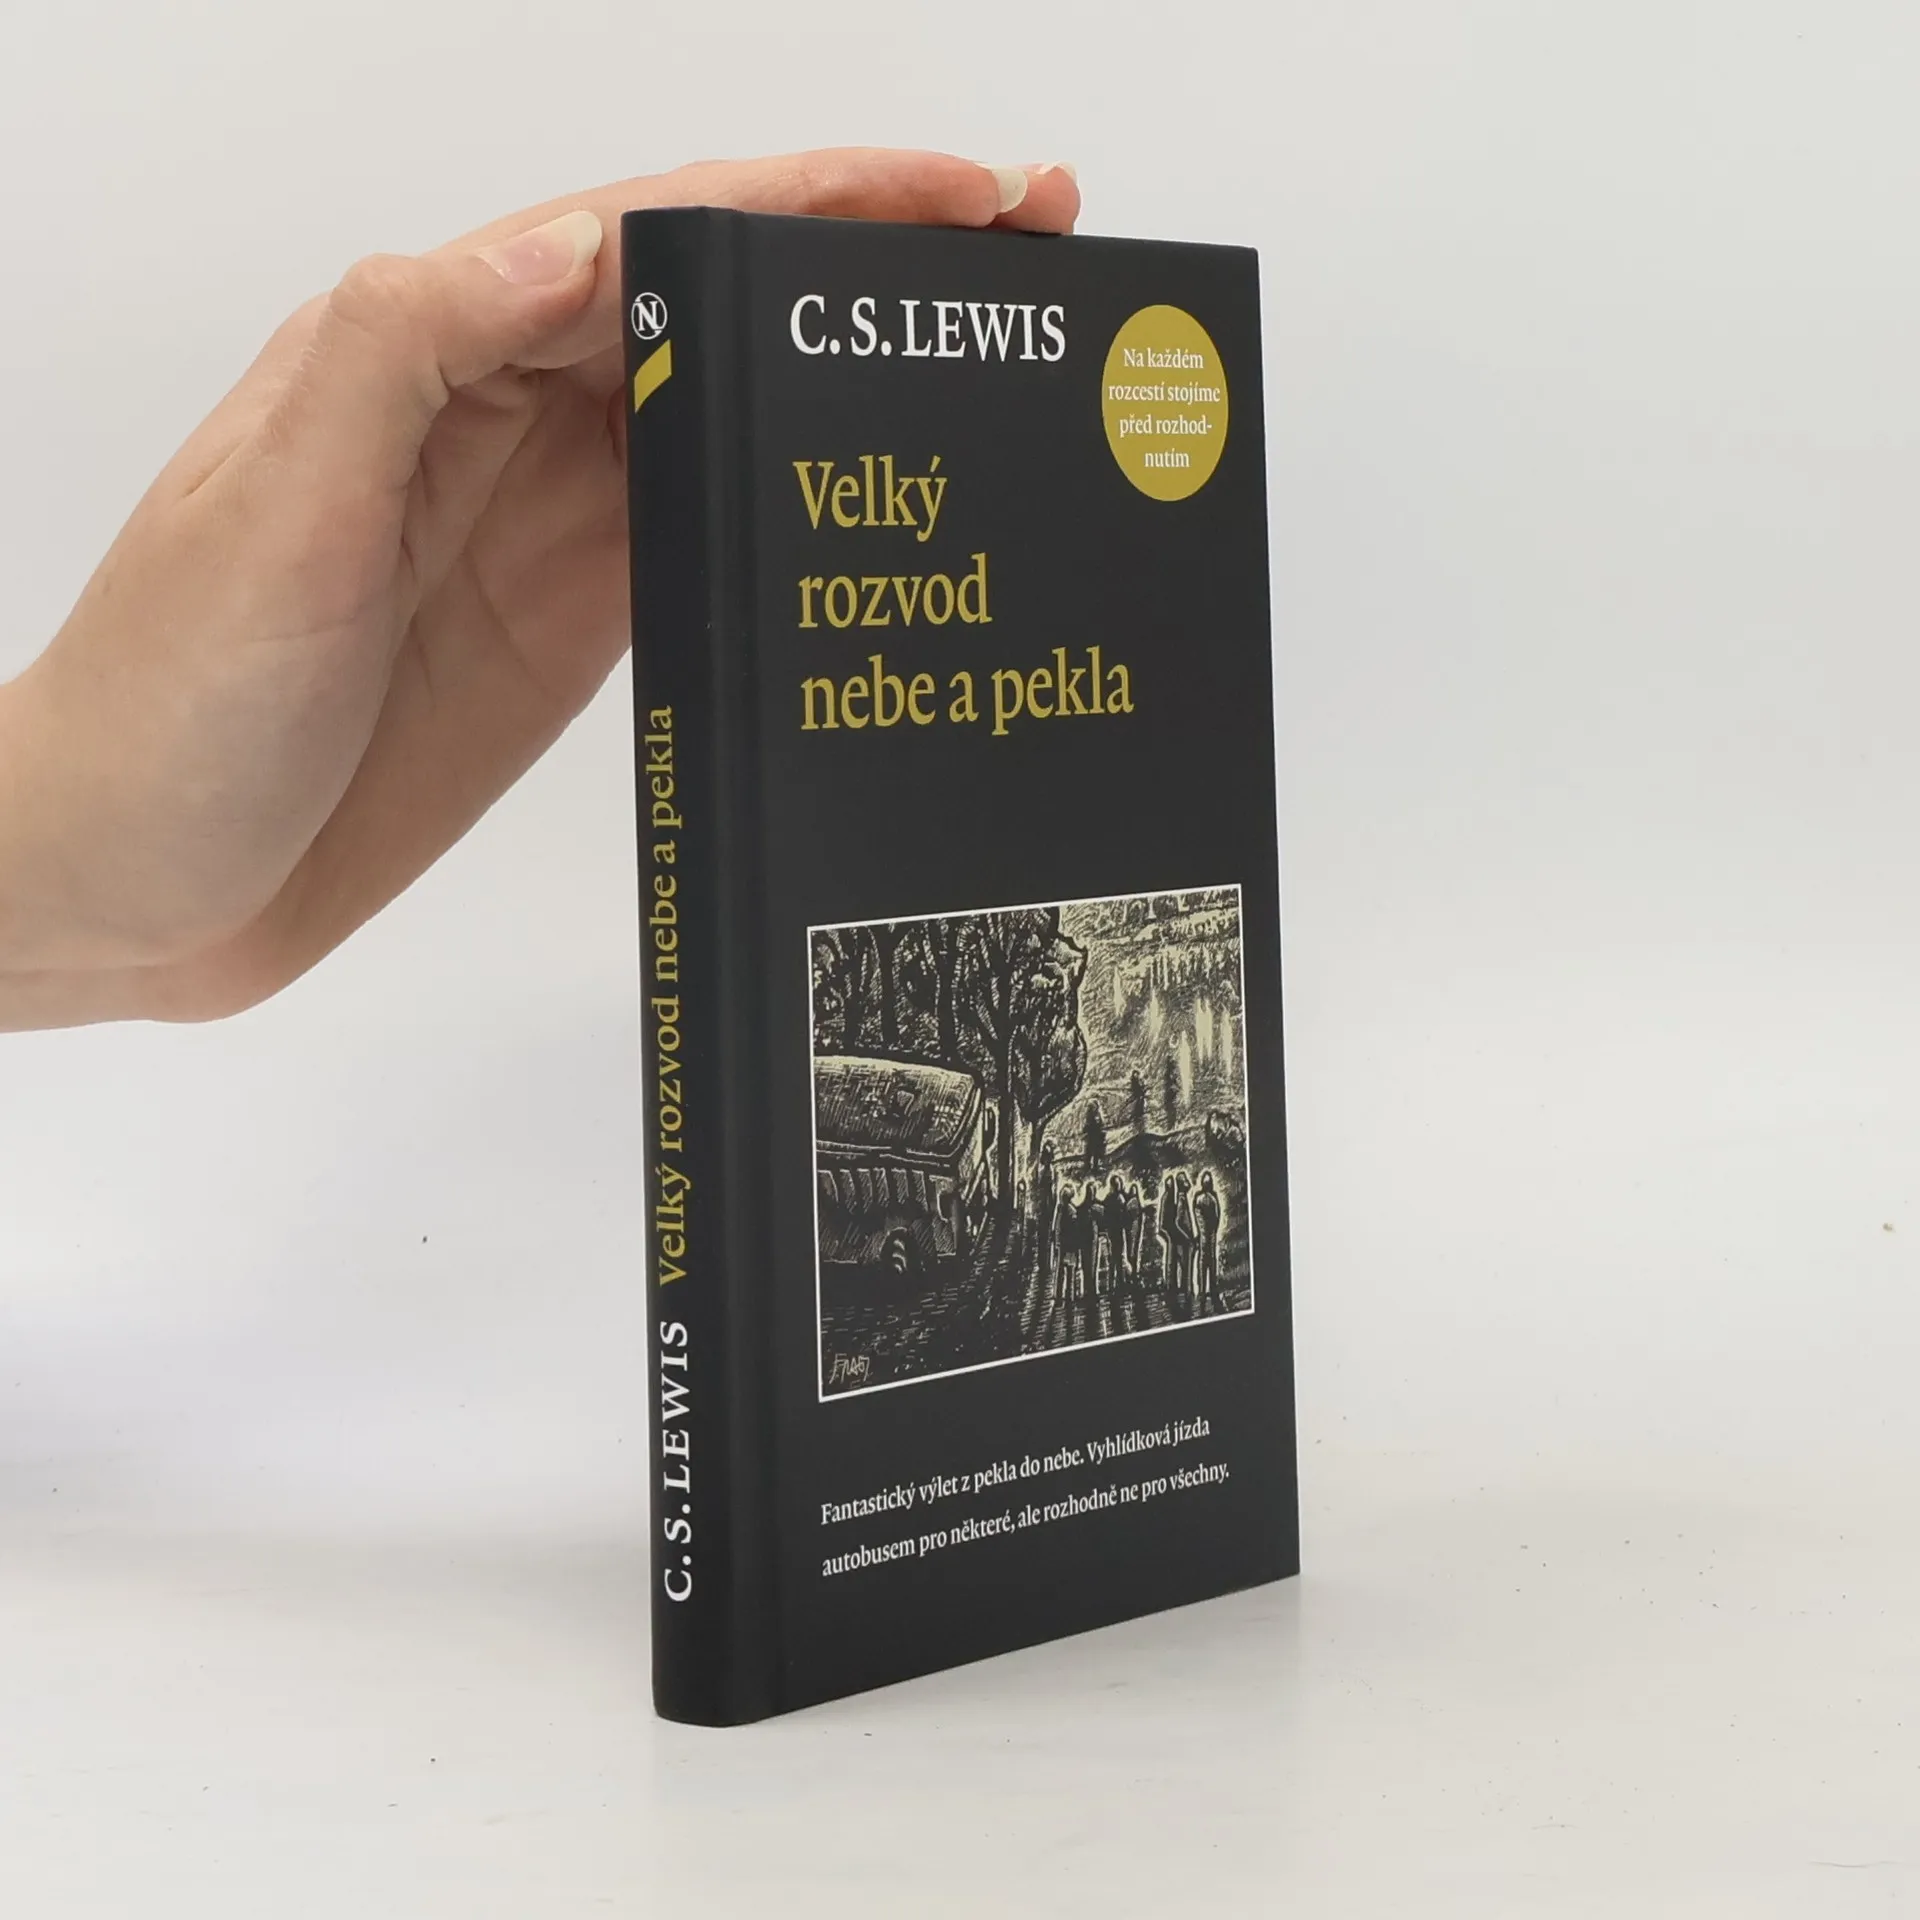 C. S. LEWIS
Na každém
rozcestí stojíme
před rozhod-
nutím
Velký
rozvod
nebe a pekla
Fantastický výlet z pekla do nebe. Vyhlídková jízda
autobusem pro některé, ale rozhodně ne pro všechny.
N
C. S. LEWIS Velký rozvod nebe a pekla